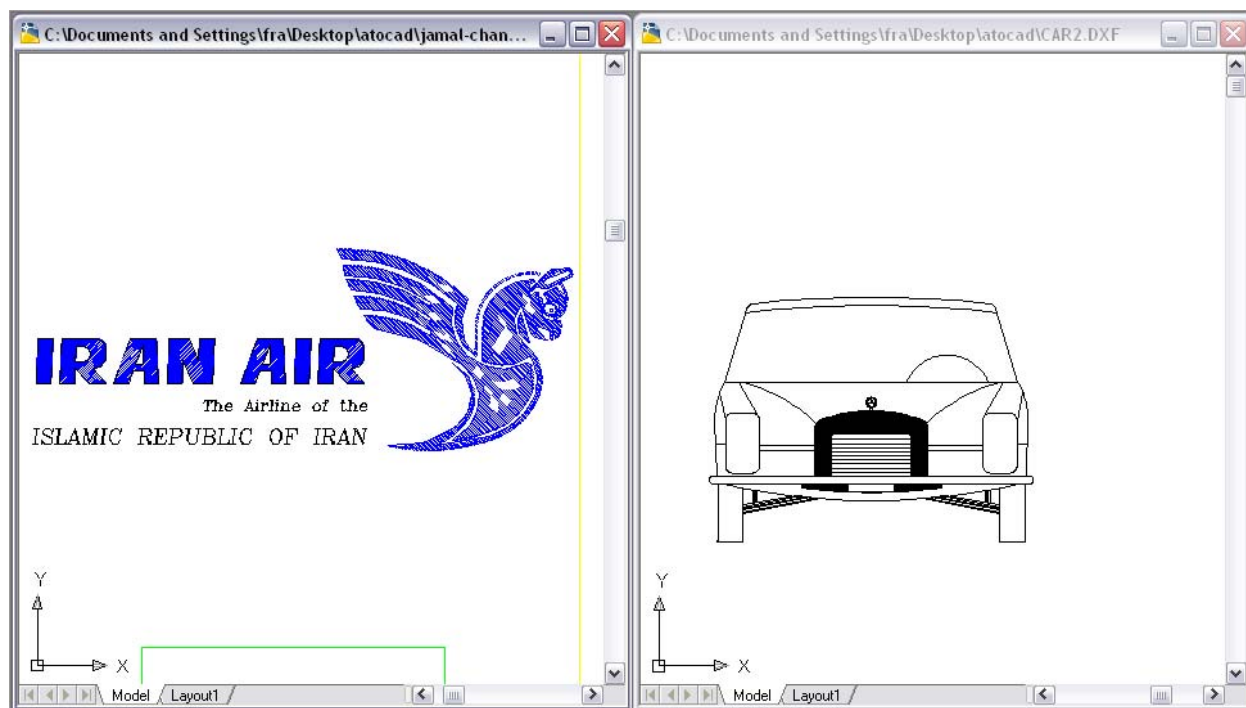 C:\Documents and Settings\fra\Desktop\atocad\jamal-chan...
IRAN AIR
The Airline of the
ISLAMIC REPUBLIC OF IRAN
Y
X
Model
Layout1
C:\Documents and Settings\fra\Desktop\atocad\CAR2.DXF
Y
X
Model
Layout1